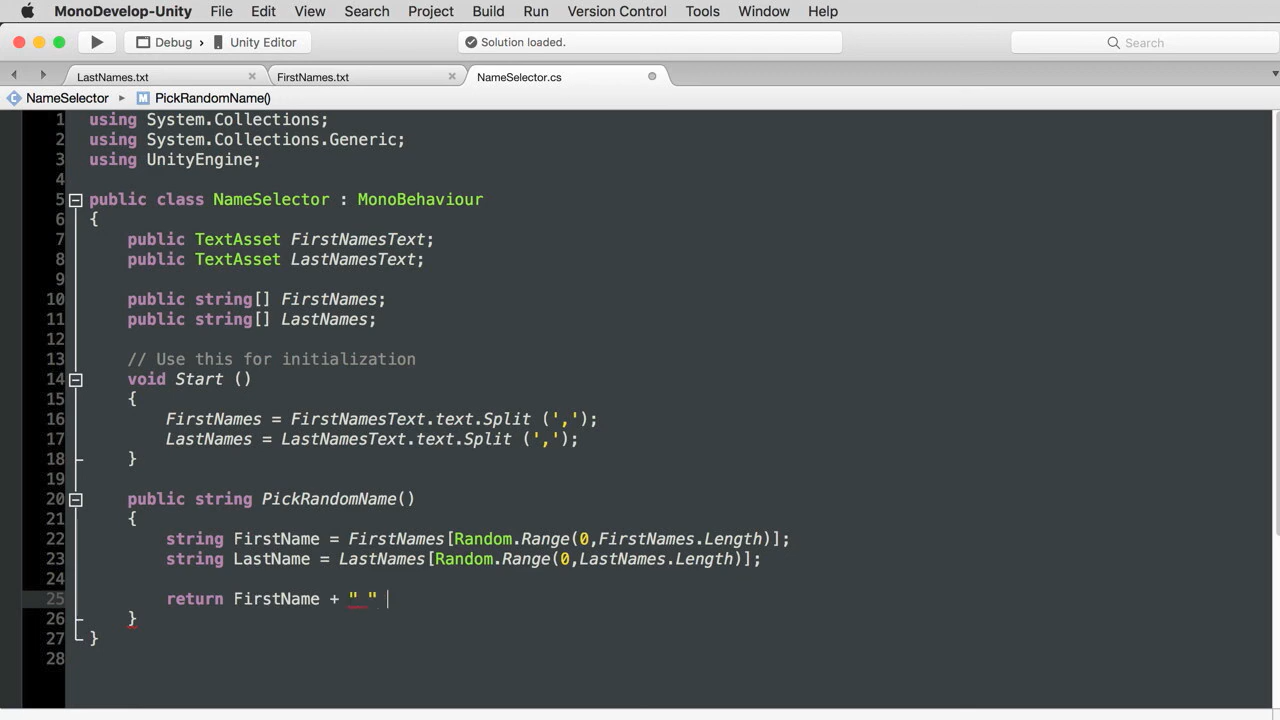 MonoDevelop-Unity File Edit View Search Project Build Run Version Control Tools Window Help
Debug › Unity Editor Solution loaded. Search
LastNames.txt × FirstNames.txt × NameSelector.cs
C NameSelector ▸ M PickRandomName()
1 using System.Collections;
2 using System.Collections.Generic;
3 using UnityEngine;
4
5 public class NameSelector : MonoBehaviour
6 {
7 public TextAsset FirstNamesText;
8 public TextAsset LastNamesText;
9
10 public string[] FirstNames;
11 public string[] LastNames;
12
13 // Use this for initialization
14 void Start ()
15 {
16 FirstNames = FirstNamesText.text.Split (',');
17 LastNames = LastNamesText.text.Split (',');
18 }
19
20 public string PickRandomName()
21 {
22 string FirstName = FirstNames[Random.Range(0,FirstNames.Length)];
23 string LastName = LastNames[Random.Range(0,LastNames.Length)];
24
25 return FirstName + " "
26 }
27 }
28